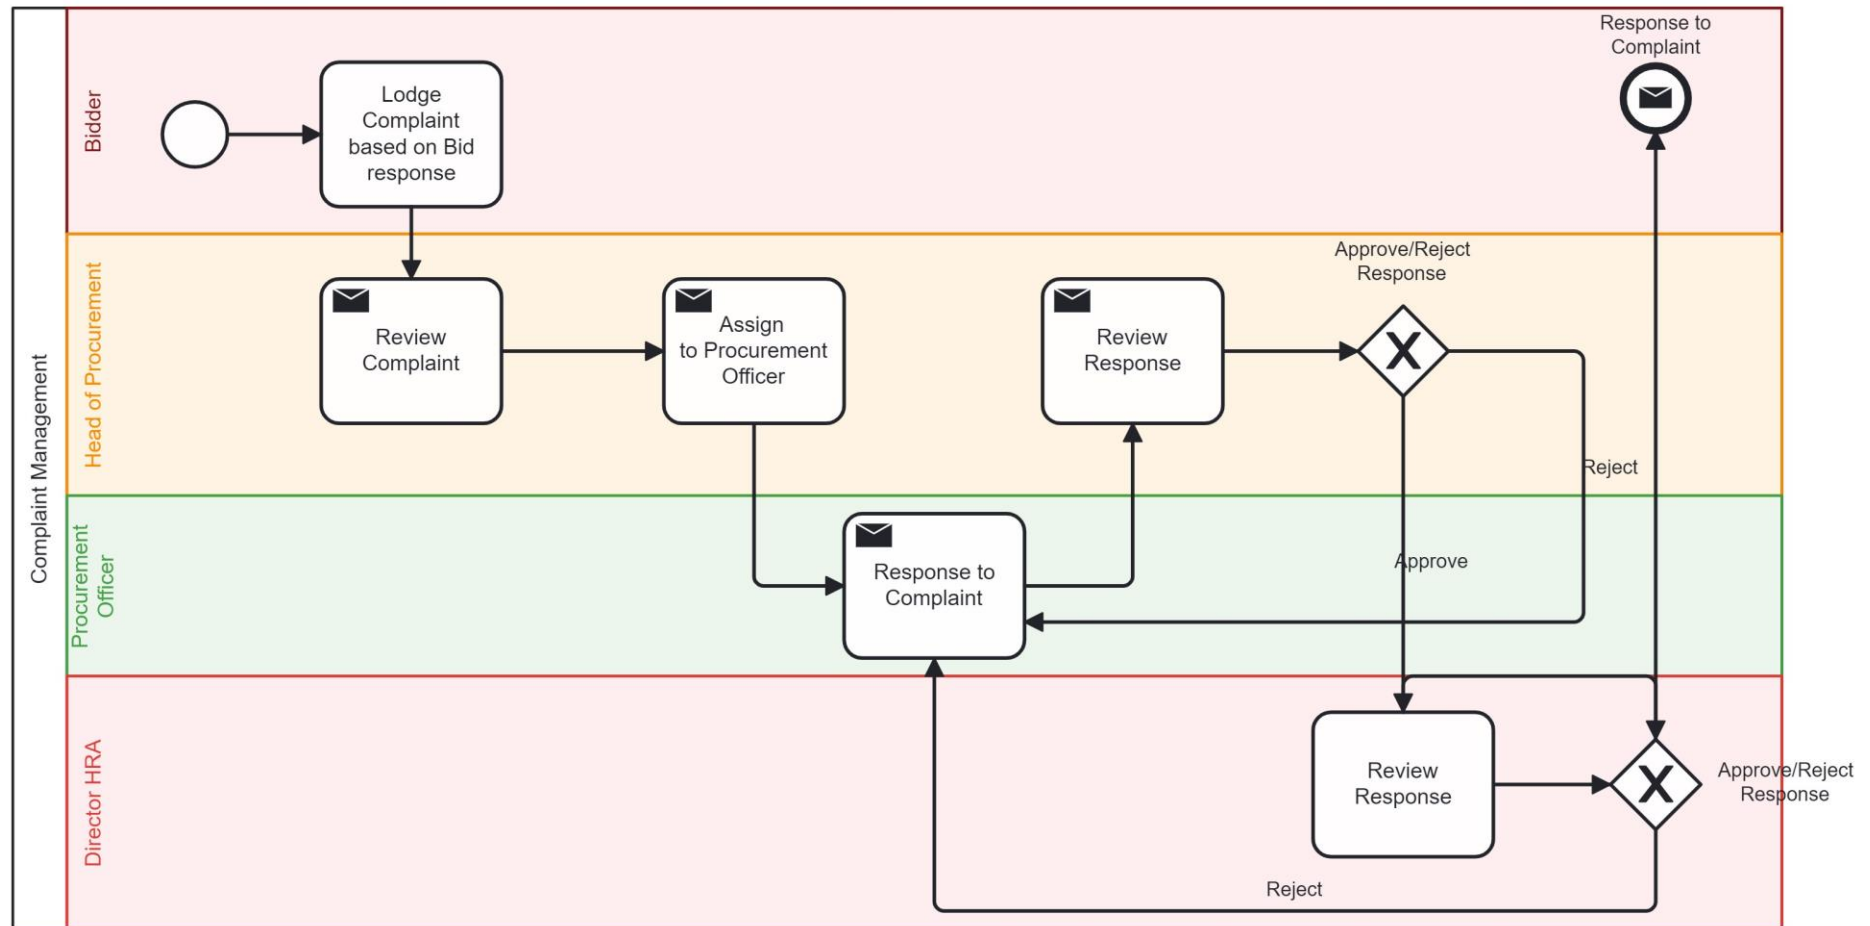 Complaint Management
Bidder
Lodge
Complaint
based on Bid
response
Response to
Complaint
Head of Procurement
Review
Complaint
Assign
to Procurement
Officer
Review
Response
Approve/Reject
Response
Reject
Procurement
Officer
Response to
Complaint
Approve
Director HRA
Review
Response
Approve/Reject
Response
Reject